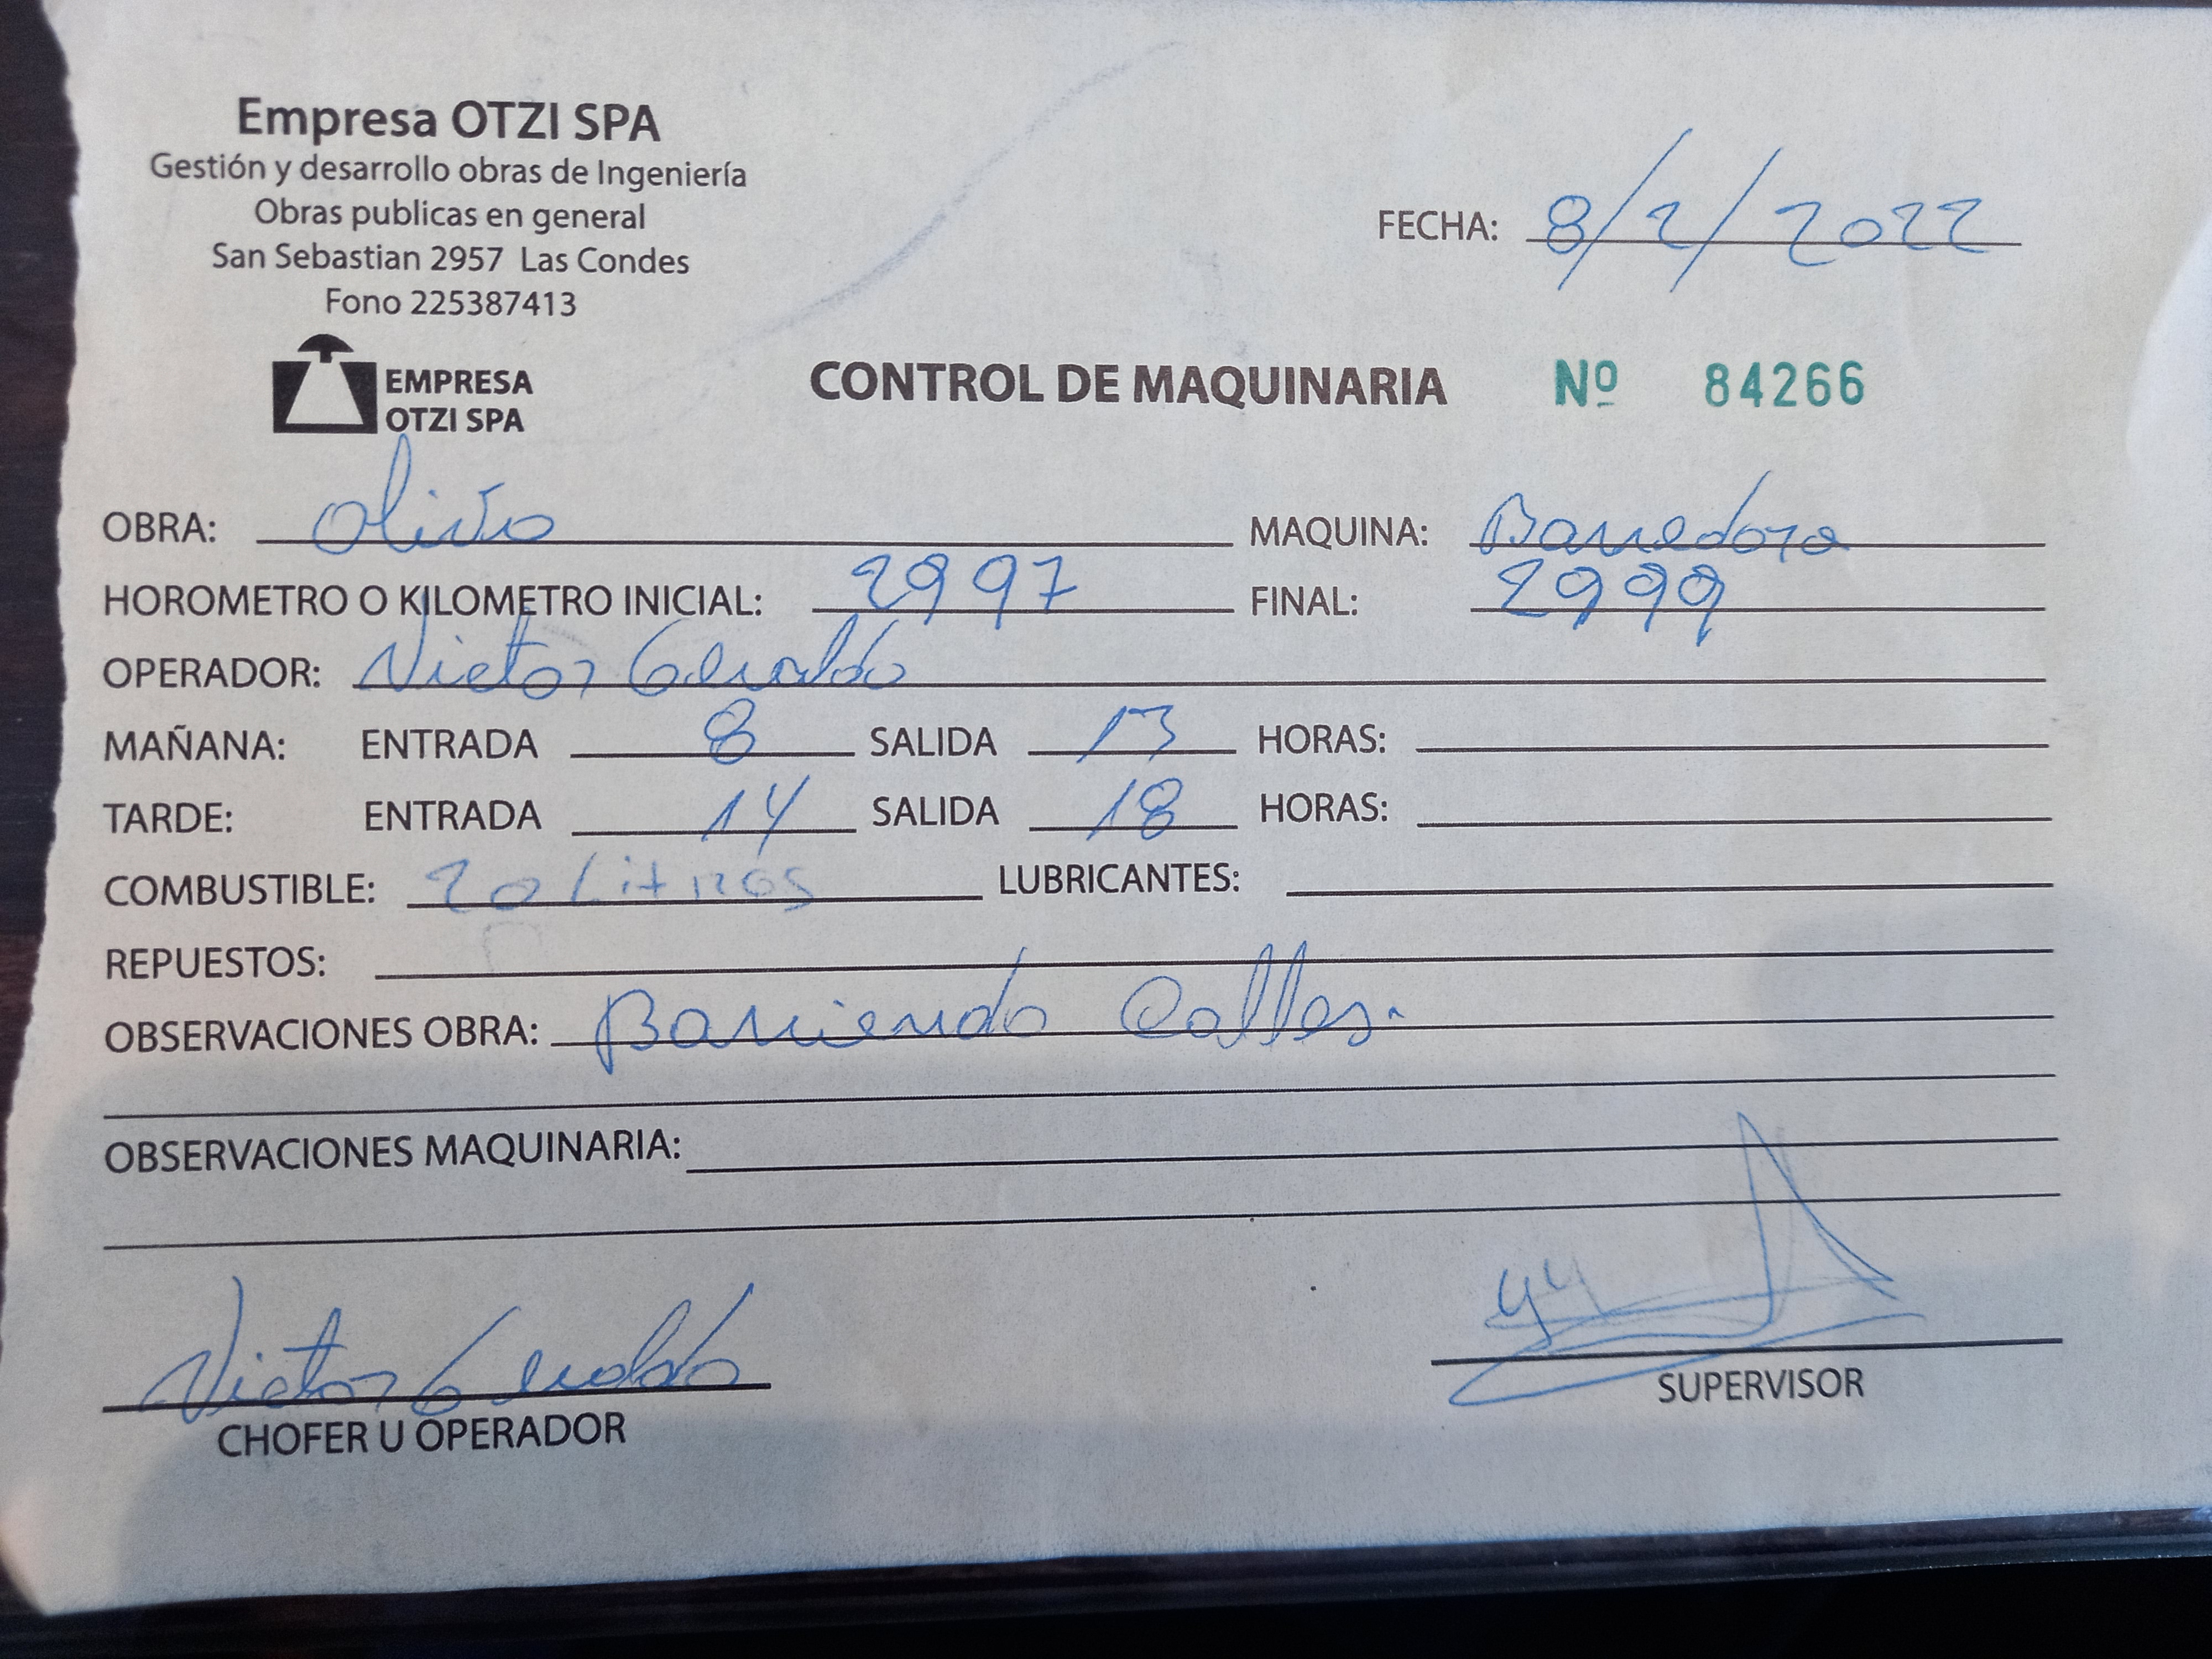 Empresa OTZI SPA
Gestión y desarrollo obras de Ingeniería
Obras publicas en general
San Sebastian 2957 Las Condes
Fono 225387413
FECHA: 8/2/2022
EMPRESA
OTZI SPA
CONTROL DE MAQUINARIA Nº 84266
OBRA: Olivo MAQUINA: Barredora
HOROMETRO O KILOMETRO INICIAL: 2997 FINAL: 2999
OPERADOR: Victor Geraldo
MAÑANA: ENTRADA 8 SALIDA 13 HORAS:
TARDE: ENTRADA 14 SALIDA 18 HORAS:
COMBUSTIBLE: 20 Litros LUBRICANTES:
REPUESTOS:
OBSERVACIONES OBRA: Barriendo Calles.
OBSERVACIONES MAQUINARIA:
Victor Geraldo
CHOFER U OPERADOR
SUPERVISOR